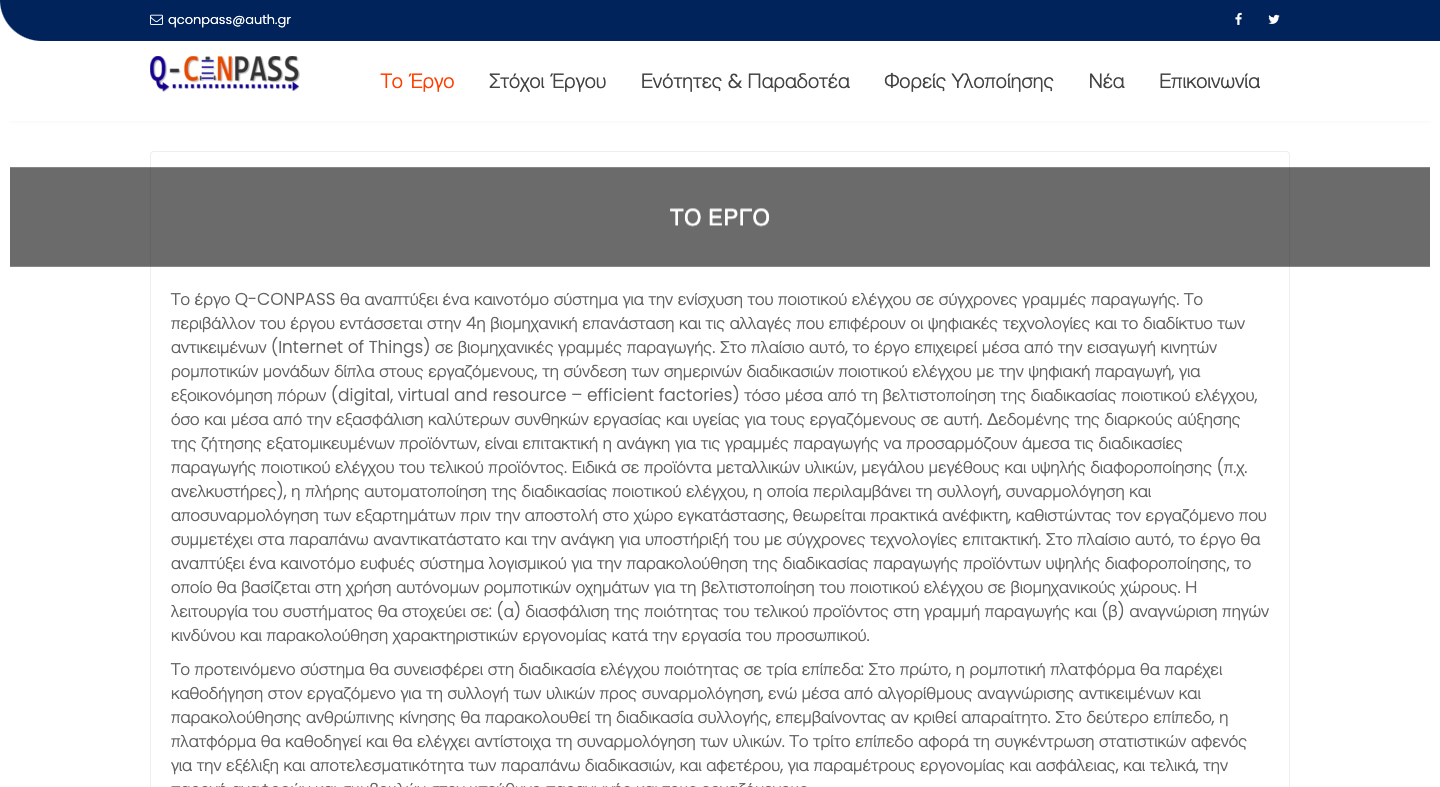 qconpass@auth.gr
Q-CONPASS
Το Έργο
Στόχοι Έργου
Ενότητες & Παραδοτέα
Φορείς Υλοποίησης
Νέα
Επικοινωνία
ΤΟ ΕΡΓΟ
Το έργο Q-CONPASS θα αναπτύξει ένα καινοτόμο σύστημα για την ενίσχυση του ποιοτικού ελέγχου σε σύγχρονες γραμμές παραγωγής. Το
περιβάλλον του έργου εντάσσεται στην 4η βιομηχανική επανάσταση και τις αλλαγές που επιφέρουν οι ψηφιακές τεχνολογίες και το διαδίκτυο των
αντικειμένων (Internet of Things) σε βιομηχανικές γραμμές παραγωγής. Στο πλαίσιο αυτό, το έργο επιχειρεί μέσα από την εισαγωγή κινητών
ρομποτικών μονάδων δίπλα στους εργαζόμενους, τη σύνδεση των σημερινών διαδικασιών ποιοτικού ελέγχου με την ψηφιακή παραγωγή, για
εξοικονόμηση πόρων (digital, virtual and resource – efficient factories) τόσο μέσα από τη βελτιστοποίηση της διαδικασίας ποιοτικού ελέγχου,
όσο και μέσα από την εξασφάλιση καλύτερων συνθηκών εργασίας και υγείας για τους εργαζόμενους σε αυτή. Δεδομένης της διαρκούς αύξησης
της ζήτησης εξατομικευμένων προϊόντων, είναι επιτακτική η ανάγκη για τις γραμμές παραγωγής να προσαρμόζουν άμεσα τις διαδικασίες
παραγωγής ποιοτικού ελέγχου του τελικού προϊόντος. Ειδικά σε προϊόντα μεταλλικών υλικών, μεγάλου μεγέθους και υψηλής διαφοροποίησης (π.χ.
ανελκυστήρες), η πλήρης αυτοματοποίηση της διαδικασίας ποιοτικού ελέγχου, η οποία περιλαμβάνει τη συλλογή, συναρμολόγηση και
αποσυναρμολόγηση των εξαρτημάτων πριν την αποστολή στο χώρο εγκατάστασης, θεωρείται πρακτικά ανέφικτη, καθιστώντας τον εργαζόμενο που
συμμετέχει στα παραπάνω αναντικατάστατο και την ανάγκη για υποστήριξή του με σύγχρονες τεχνολογίες επιτακτική. Στο πλαίσιο αυτό, το έργο θα
αναπτύξει ένα καινοτόμο ευφυές σύστημα λογισμικού για την παρακολούθηση της διαδικασίας παραγωγής προϊόντων υψηλής διαφοροποίησης, το
οποίο θα βασίζεται στη χρήση αυτόνομων ρομποτικών οχημάτων για τη βελτιστοποίηση του ποιοτικού ελέγχου σε βιομηχανικούς χώρους. Η
λειτουργία του συστήματος θα στοχεύει σε: (α) διασφάλιση της ποιότητας του τελικού προϊόντος στη γραμμή παραγωγής και (β) αναγνώριση πηγών
κινδύνου και παρακολούθηση χαρακτηριστικών εργονομίας κατά την εργασία του προσωπικού.
Το προτεινόμενο σύστημα θα συνεισφέρει στη διαδικασία ελέγχου ποιότητας σε τρία επίπεδα: Στο πρώτο, η ρομποτική πλατφόρμα θα παρέχει
καθοδήγηση στον εργαζόμενο για τη συλλογή των υλικών προς συναρμολόγηση, ενώ μέσα από αλγορίθμους αναγνώρισης αντικειμένων και
παρακολούθησης ανθρώπινης κίνησης θα παρακολουθεί τη διαδικασία συλλογής, επεμβαίνοντας αν κριθεί απαραίτητο. Στο δεύτερο επίπεδο, η
πλατφόρμα θα καθοδηγεί και θα ελέγχει αντίστοιχα τη συναρμολόγηση των υλικών. Το τρίτο επίπεδο αφορά τη συγκέντρωση στατιστικών αφενός
για την εξέλιξη και αποτελεσματικότητα των παραπάνω διαδικασιών, και αφετέρου, για παραμέτρους εργονομίας και ασφάλειας, και τελικά, την